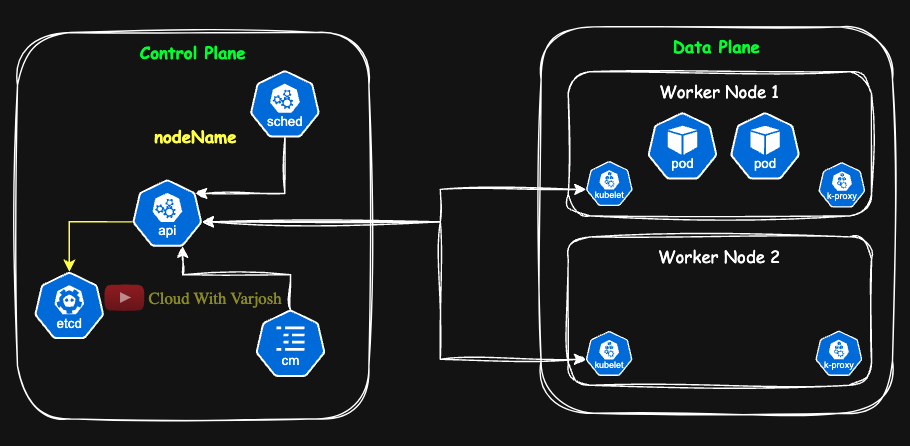 Control Plane
sched
nodeName
api
etcd
Cloud With Varjosh
cm
Data Plane
Worker Node 1
pod
pod
kubelet
k-proxy
Worker Node 2
kubelet
k-proxy